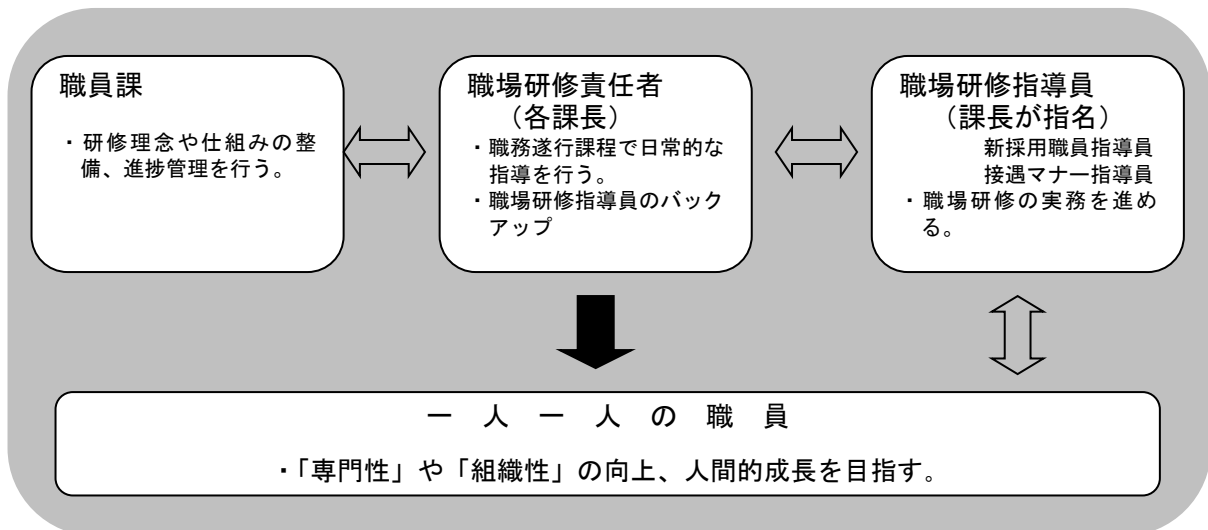 職員課
・研修理念や仕組みの整
備、進捗管理を行う。
職場研修責任者
（各課長）
・職務遂行課程で日常的な
指導を行う。
・職場研修指導員のバック
アップ
職場研修指導員
（課長が指名）
新採用職員指導員
接遇マナー指導員
・職場研修の実務を進め
る。
一人一人の職員
・「専門性」や「組織性」の向上、人間的成長を目指す。